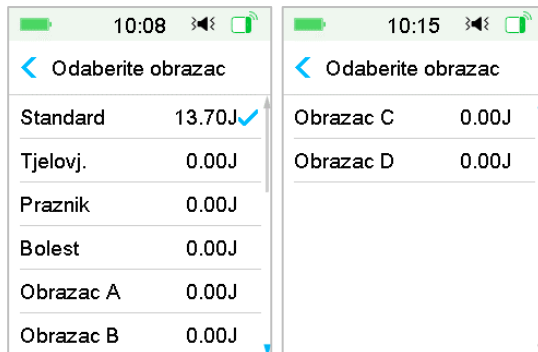 10:08
Odaberite obrazac
Standard 13.70J
Tjelovj. 0.00J
Praznik 0.00J
Bolest 0.00J
Obrazac A 0.00J
Obrazac B 0.00J
10:15
Odaberite obrazac
Obrazac C 0.00J
Obrazac D 0.00J